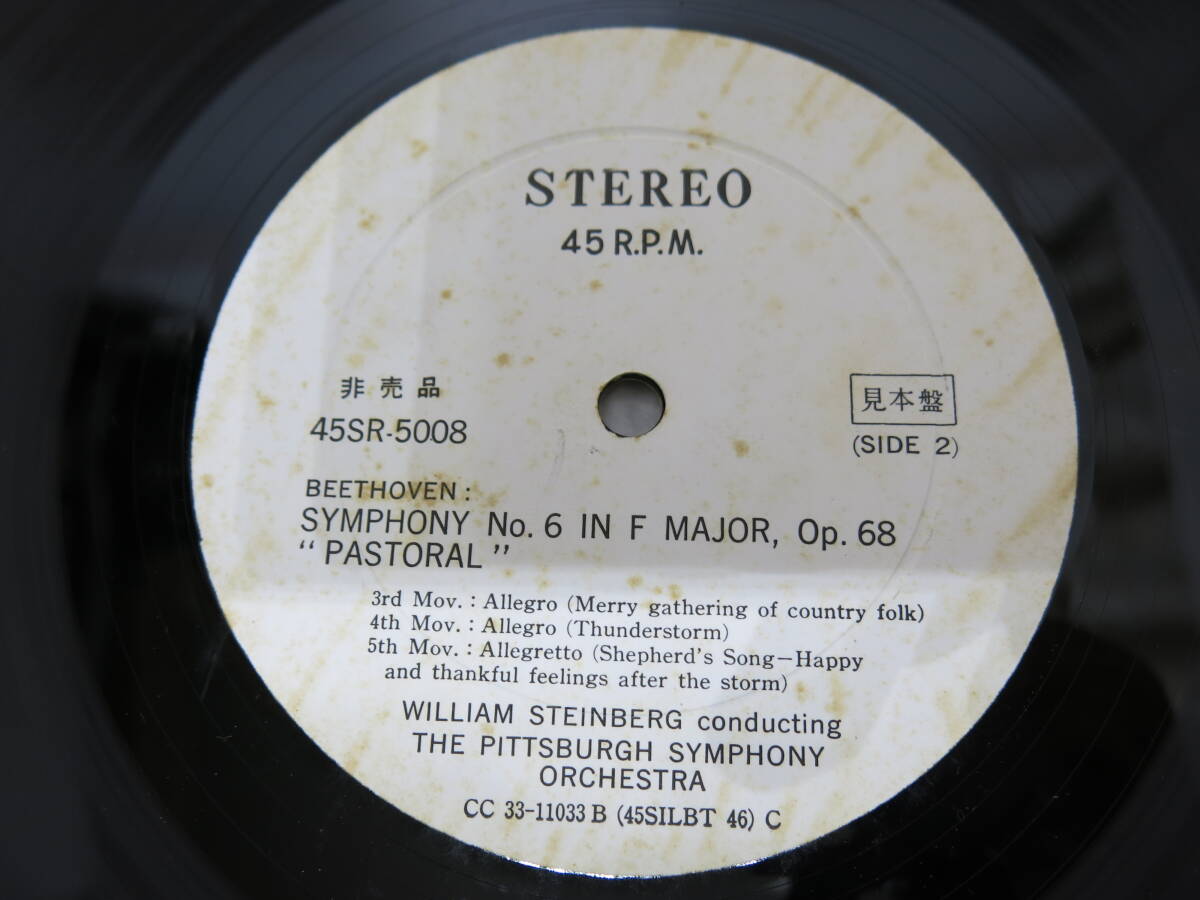 STEREO
45 R.P.M.
非売品
45SR-5008
見本盤
(SIDE 2)
BEETHOVEN:
SYMPHONY No. 6 IN F MAJOR, Op. 68
"PASTORAL"
3rd Mov.: Allegro (Merry gathering of country folk)
4th Mov.: Allegro (Thunderstorm)
5th Mov.: Allegretto (Shepherd's Song—Happy
and thankful feelings after the storm)
WILLIAM STEINBERG conducting
THE PITTSBURGH SYMPHONY
ORCHESTRA
CC 33-11033 B (45SILBT 46) C